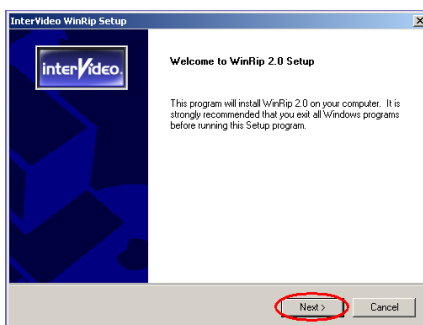 InterVideo WinRip Setup
interVideo.
Welcome to WinRip 2.0 Setup
This program will install WinRip 2.0 on your computer. It is
strongly recommended that you exit all Windows programs
before running this Setup program.
Next >
Cancel